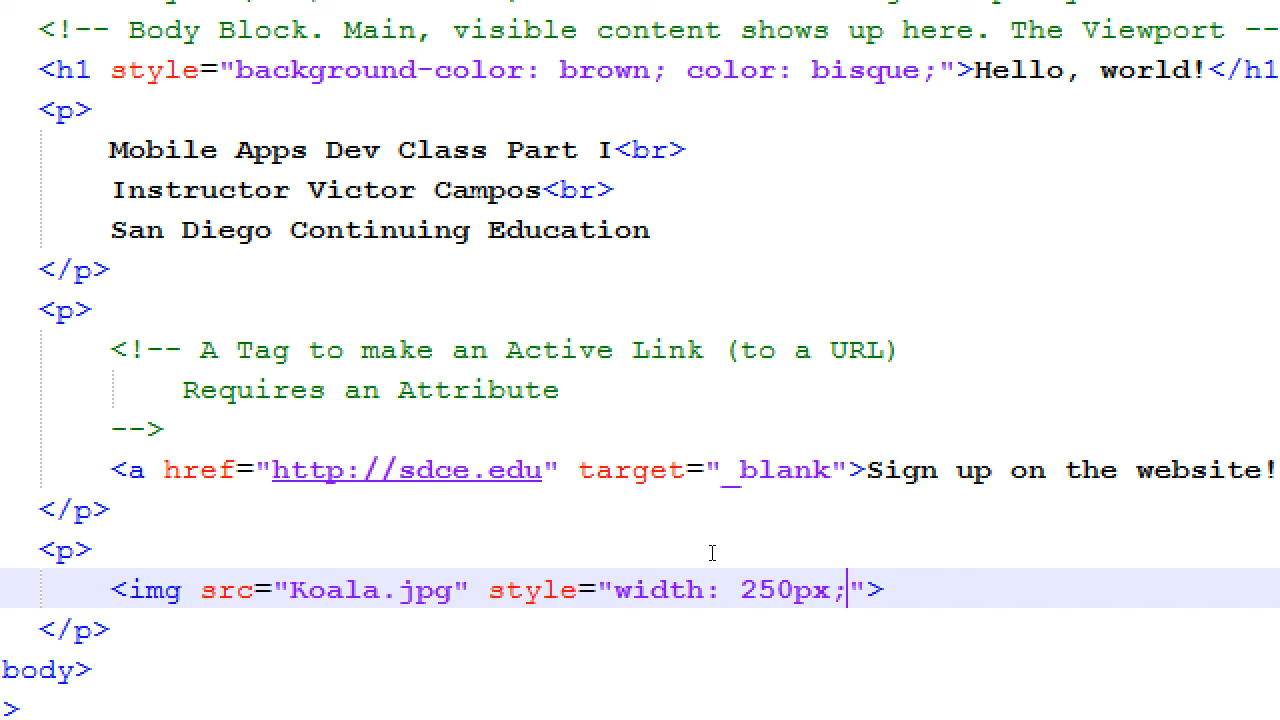 <!-- Body Block. Main, visible content shows up here. The Viewport --
<h1 style="background-color: brown; color: bisque;">Hello, world!</h1
<p>
Mobile Apps Dev Class Part I<br>
Instructor Victor Campos<br>
San Diego Continuing Education
</p>
<p>
<!-- A Tag to make an Active Link (to a URL)
Requires an Attribute
-->
<a href="http://sdce.edu" target="_blank">Sign up on the website!
</p>
<p>
<img src="Koala.jpg" style="width: 250px;">
</p>
body>
>